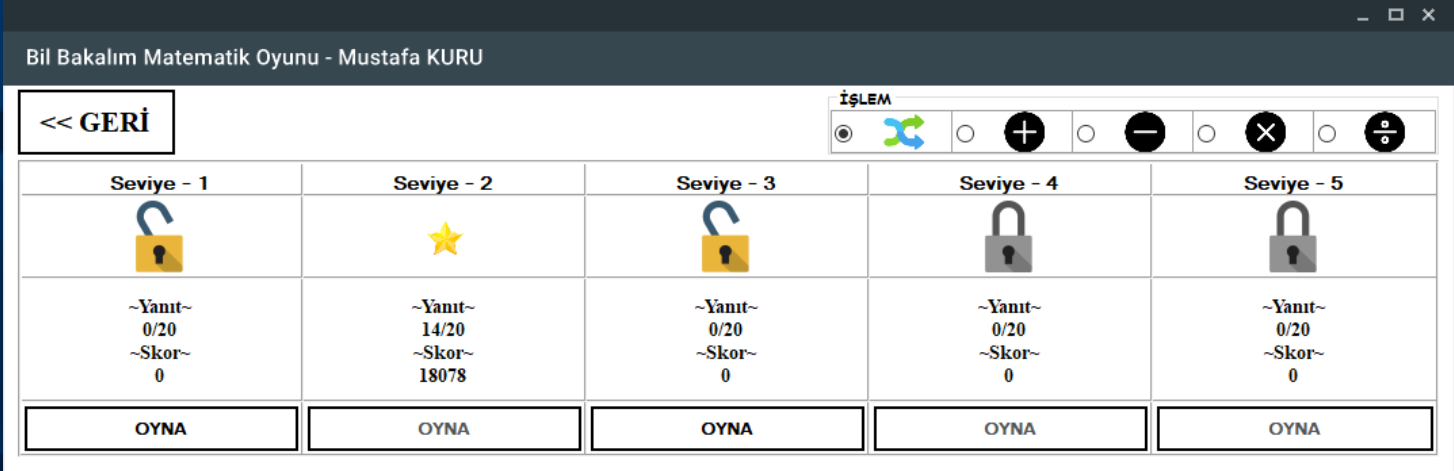 Bil Bakalım Matematik Oyunu - Mustafa KURU
<< GERİ
İŞLEM
Seviye - 1
Seviye - 2
Seviye - 3
Seviye - 4
Seviye - 5
~Yanıt~
0/20
~Skor~
0
~Yanıt~
14/20
~Skor~
18078
~Yanıt~
0/20
~Skor~
0
~Yanıt~
0/20
~Skor~
0
~Yanıt~
0/20
~Skor~
0
OYNA
OYNA
OYNA
OYNA
OYNA